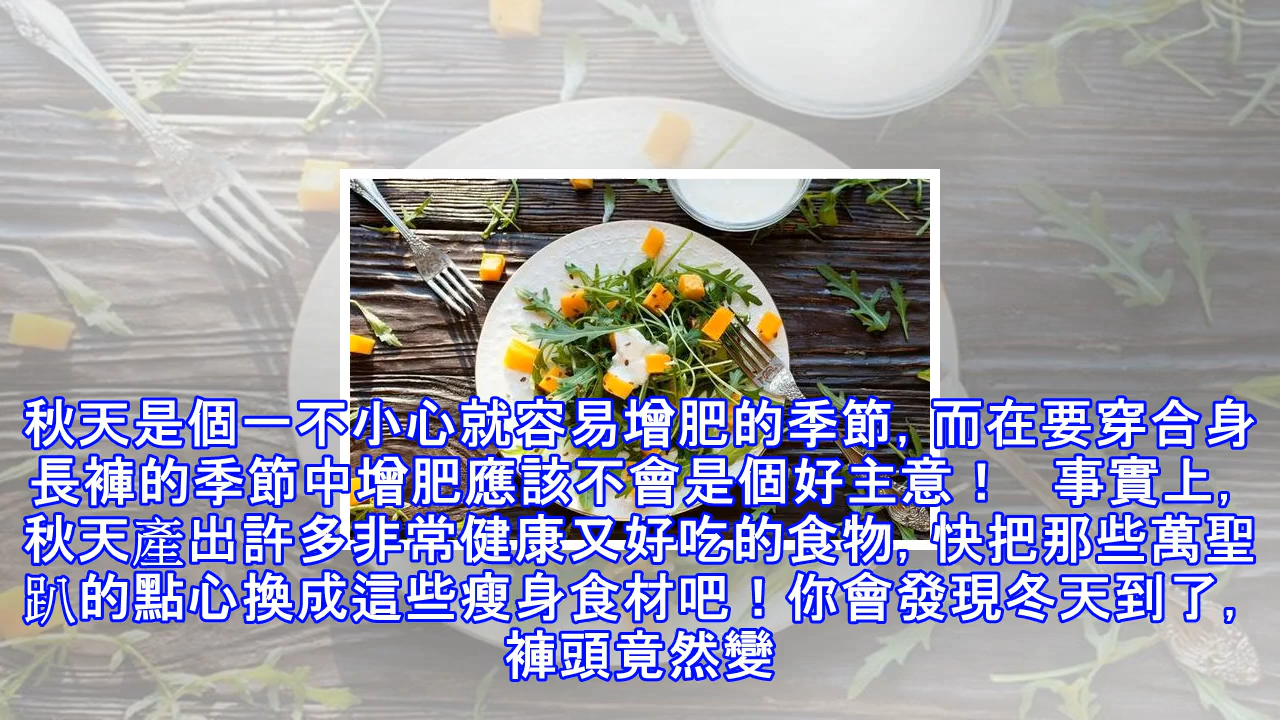 秋天是個一不小心就容易增肥的季節, 而在要穿合身
長褲的季節中增肥應該不會是個好主意！ 事實上,
秋天產出許多非常健康又好吃的食物, 快把那些萬聖
趴的點心換成這些瘦身食材吧！你會發現冬天到了,
褲頭竟然變